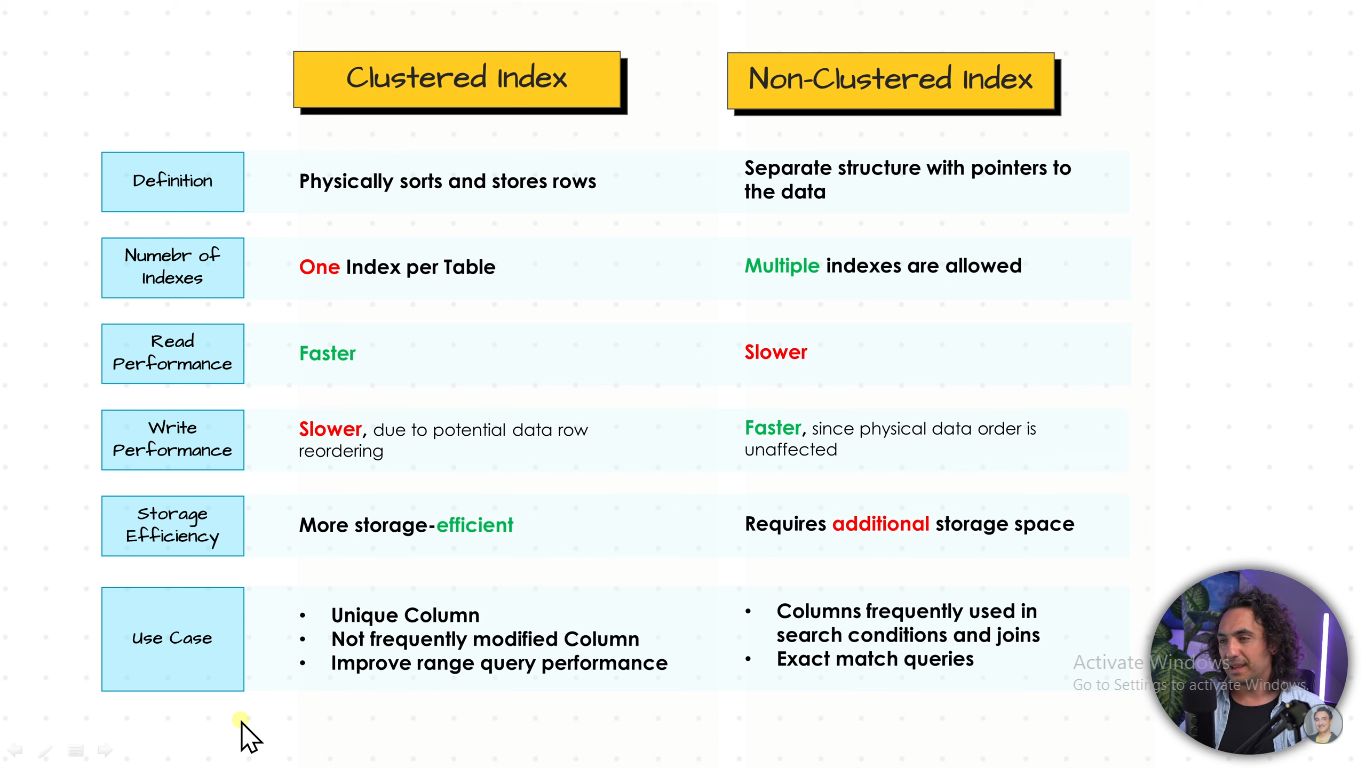 Clustered Index
Non-Clustered Index
Definition
Physically sorts and stores rows
Separate structure with pointers to
the data
Numebr of
Indexes
One Index per Table
Multiple indexes are allowed
Read
Performance
Faster
Slower
Write
Performance
Slower, due to potential data row
reordering
Faster, since physical data order is
unaffected
Storage
Efficiency
More storage-efficient
Requires additional storage space
Use Case
• Unique Column
• Not frequently modified Column
• Improve range query performance
• Columns frequently used in
search conditions and joins
• Exact match queries
Activate Windows
Go to Settings to activate Windows.